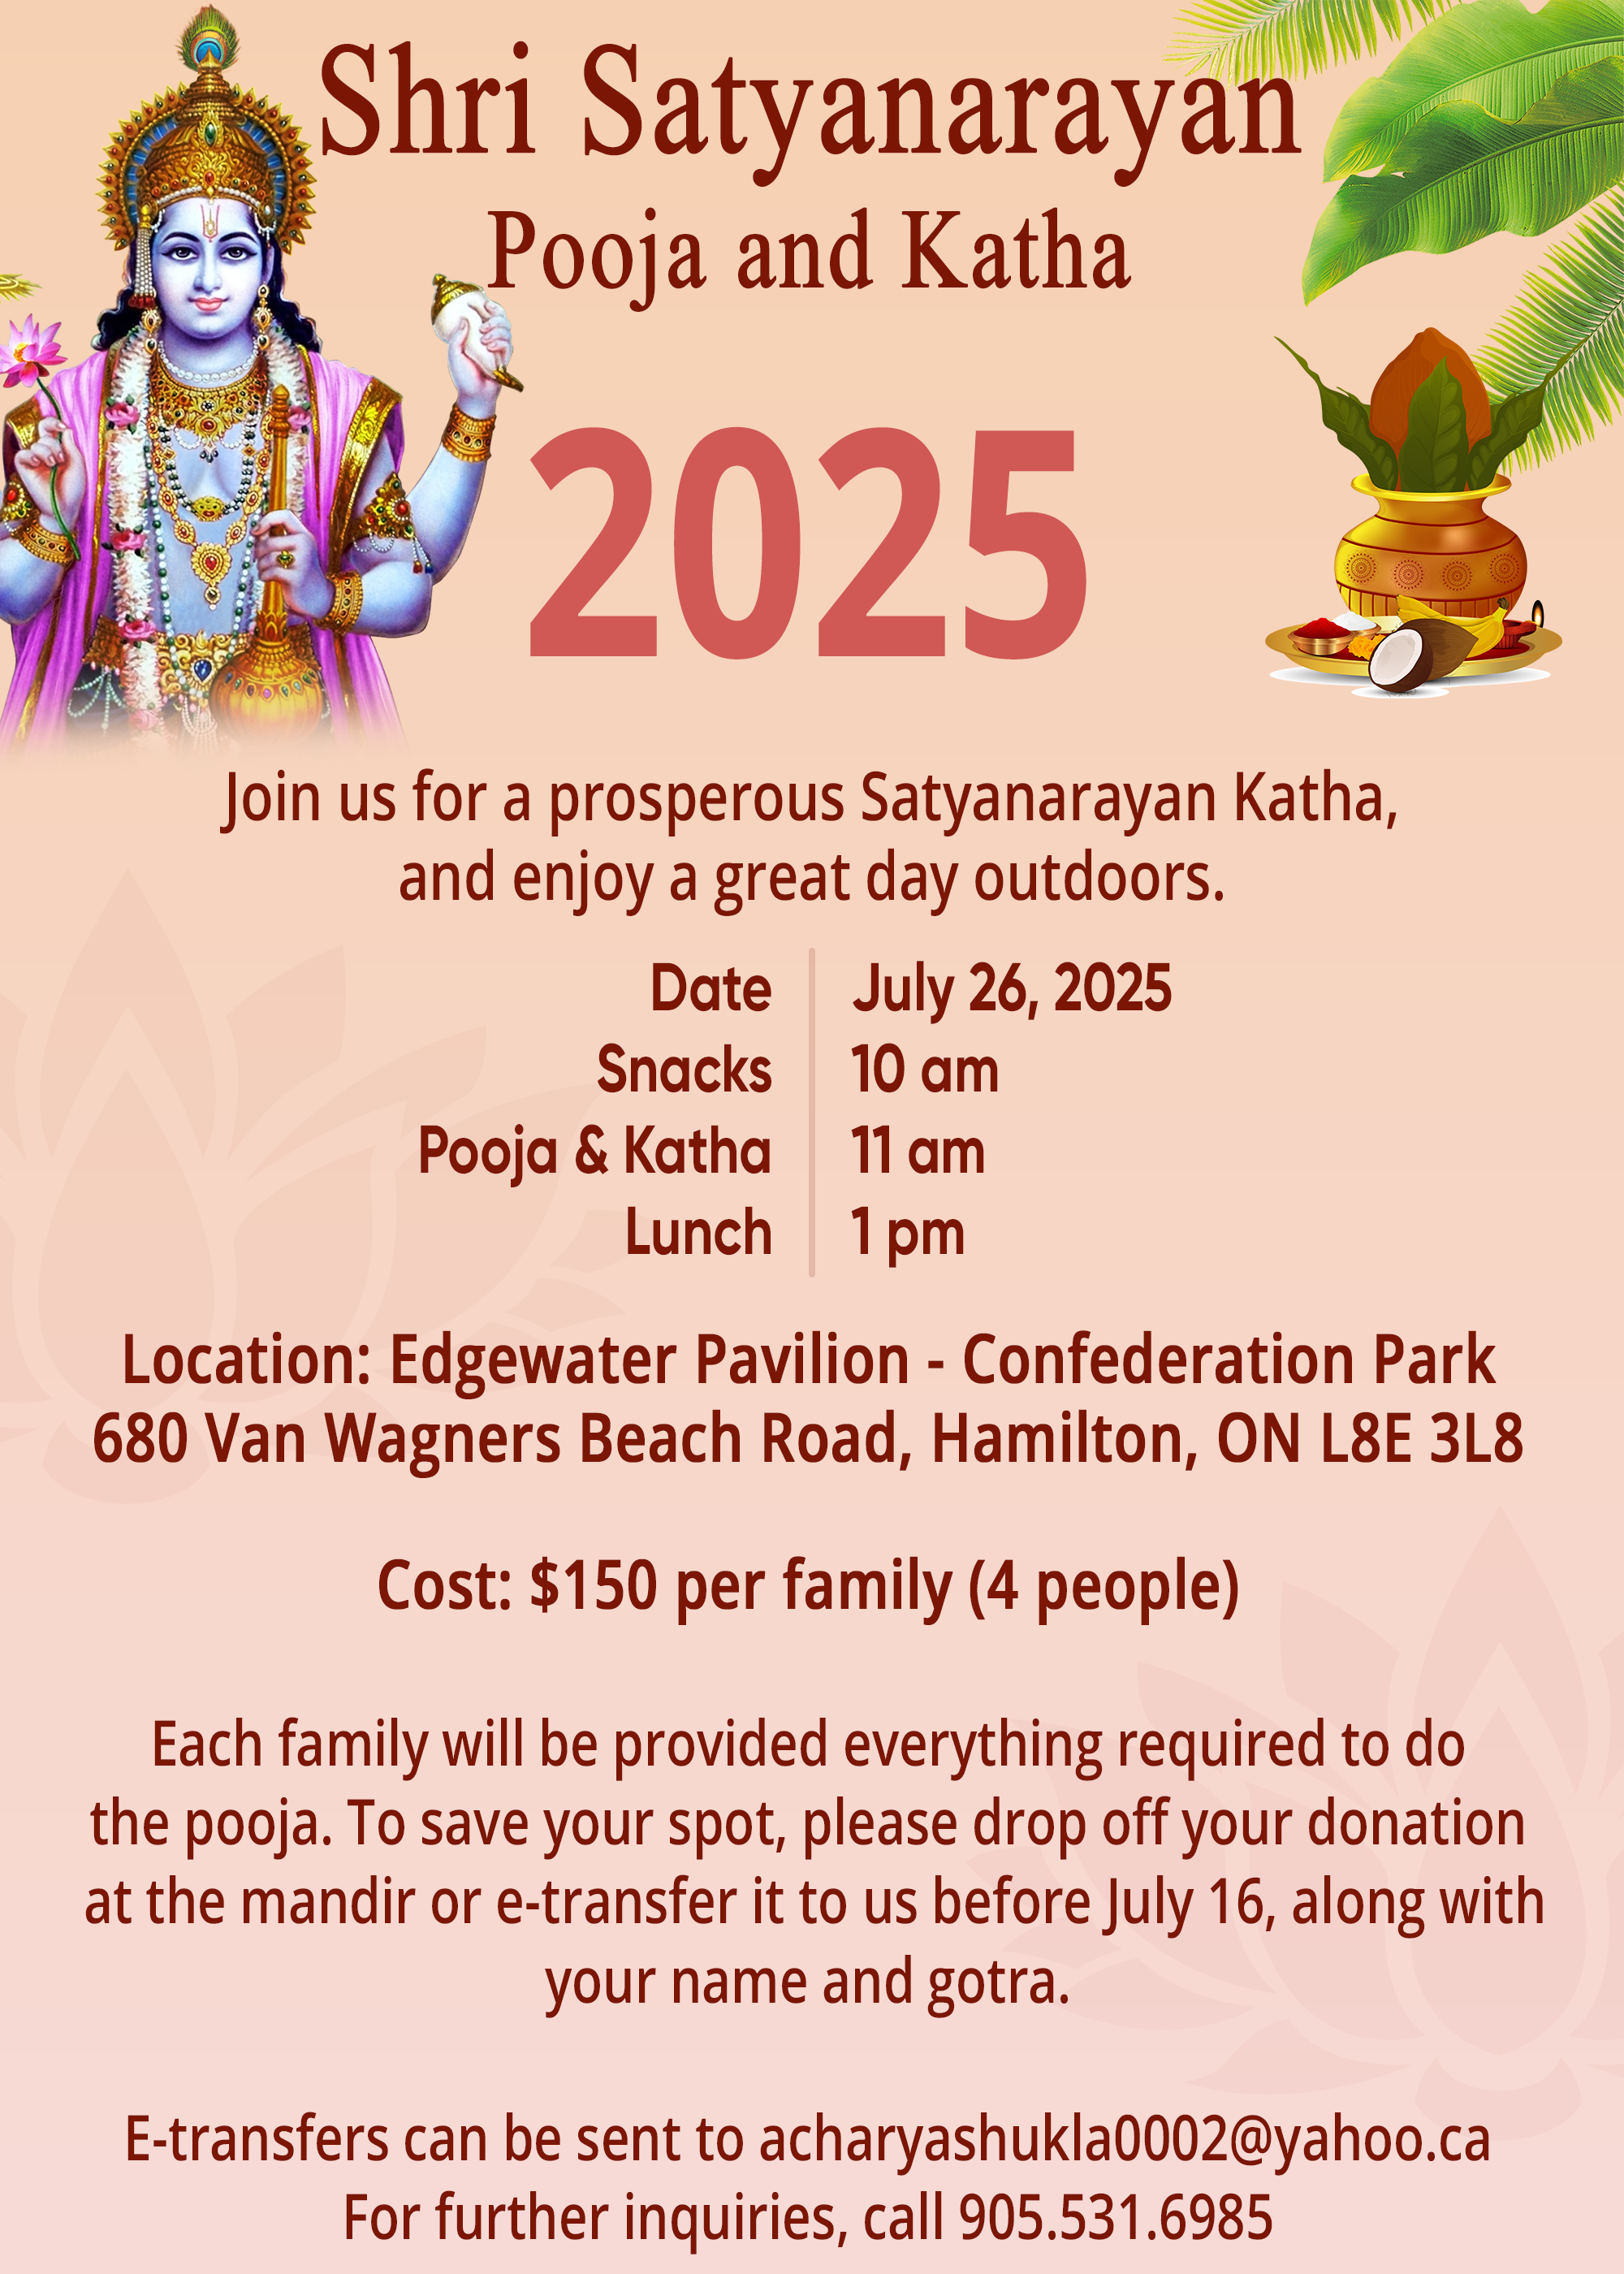 Shri Satyanarayan
Pooja and Katha
2025
Join us for a prosperous Satyanarayan Katha,
and enjoy a great day outdoors.
Date July 26, 2025
Snacks 10 am
Pooja & Katha 11 am
Lunch 1 pm
Location: Edgewater Pavilion - Confederation Park
680 Van Wagners Beach Road, Hamilton, ON L8E 3L8
Cost: $150 per family (4 people)
Each family will be provided everything required to do
the pooja. To save your spot, please drop off your donation
at the mandir or e-transfer it to us before July 16, along with
your name and gotra.
E-transfers can be sent to acharyashukla0002@yahoo.ca
For further inquiries, call 905.531.6985